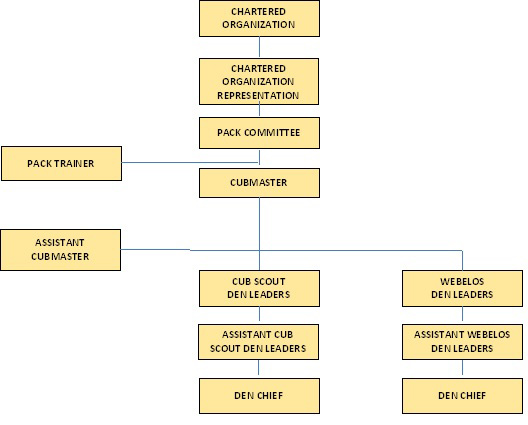 CHARTERED
ORGANIZATION
CHARTERED
ORGANIZATION
REPRESENTATION
PACK COMMITTEE
PACK TRAINER
CUBMASTER
ASSISTANT
CUBMASTER
CUB SCOUT
DEN LEADERS
WEBELOS
DEN LEADERS
ASSISTANT CUB
SCOUT DEN LEADERS
ASSISTANT WEBELOS
DEN LEADERS
DEN CHIEF
DEN CHIEF